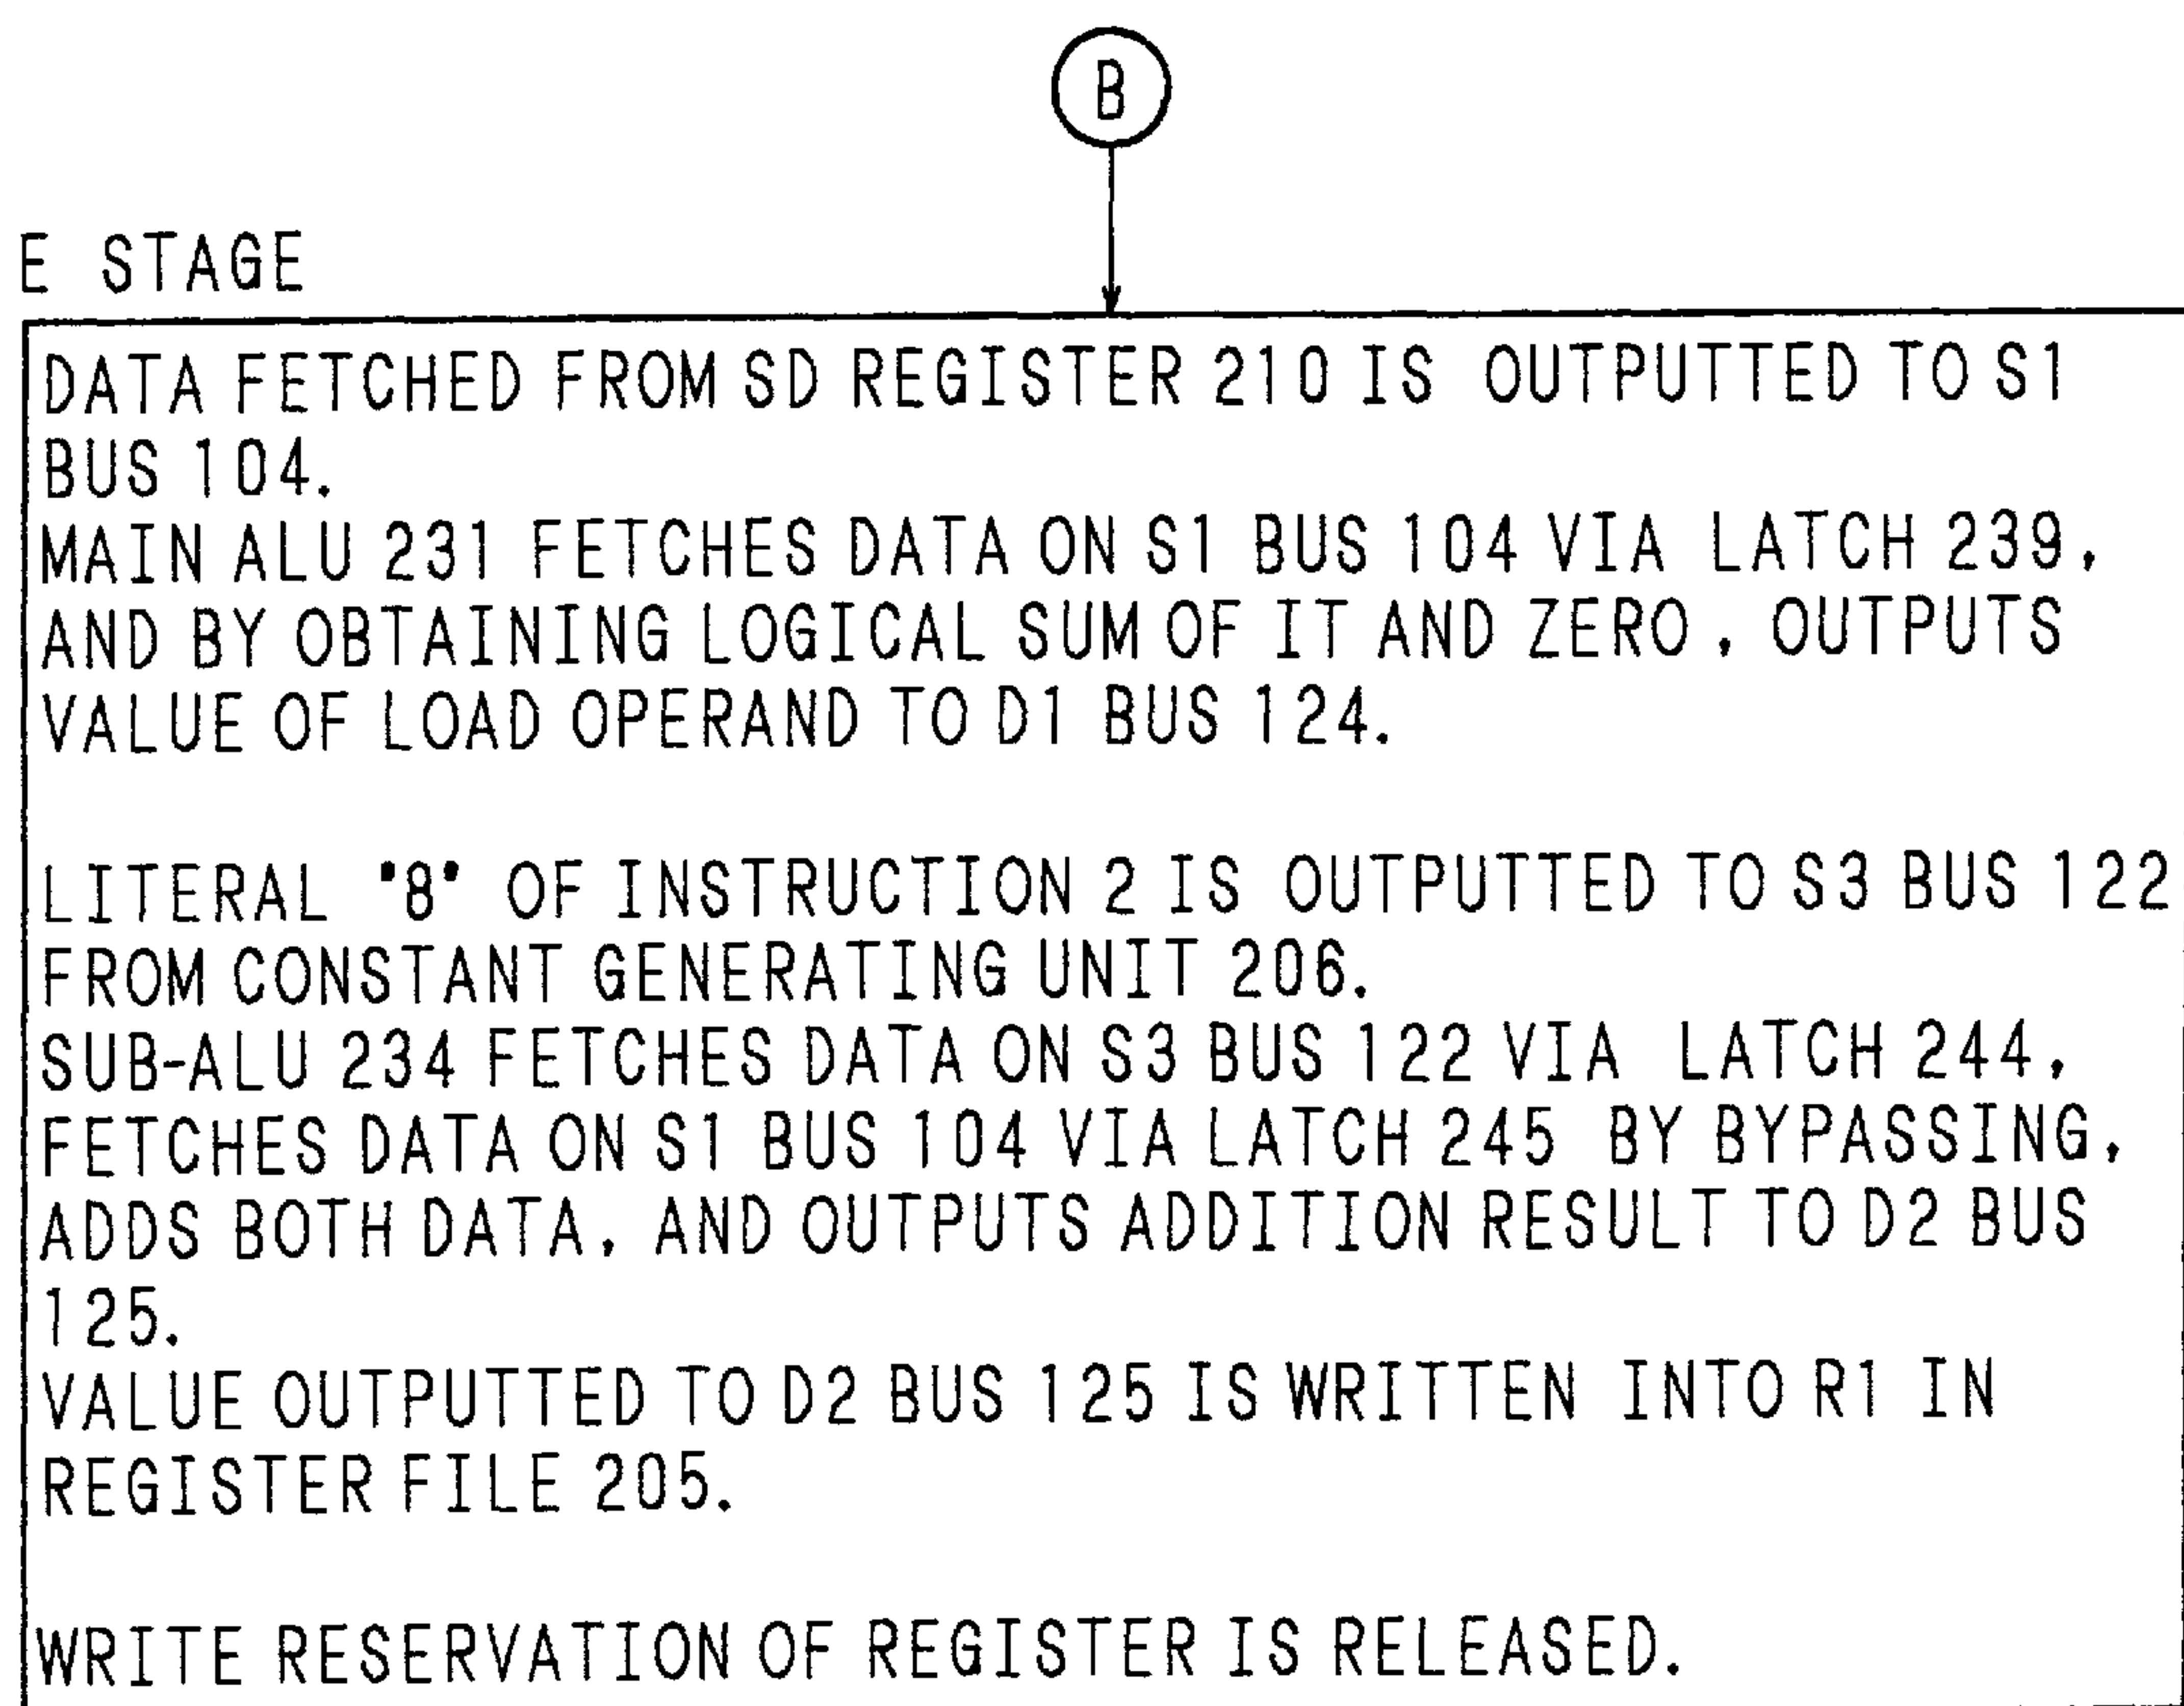 B
E STAGE
DATA FETCHED FROM SD REGISTER 210 IS OUTPUTTED TO S1
BUS 104.
MAIN ALU 231 FETCHES DATA ON S1 BUS 104 VIA LATCH 239,
AND BY OBTAINING LOGICAL SUM OF IT AND ZERO, OUTPUTS
VALUE OF LOAD OPERAND TO D1 BUS 124.
LITERAL "8" OF INSTRUCTION 2 IS OUTPUTTED TO S3 BUS 122
FROM CONSTANT GENERATING UNIT 206.
SUB-ALU 234 FETCHES DATA ON S3 BUS 122 VIA LATCH 244,
FETCHES DATA ON S1 BUS 104 VIA LATCH 245 BY BYPASSING,
ADDS BOTH DATA, AND OUTPUTS ADDITION RESULT TO D2 BUS
125.
VALUE OUTPUTTED TO D2 BUS 125 IS WRITTEN INTO R1 IN
REGISTER FILE 205.
WRITE RESERVATION OF REGISTER IS RELEASED.